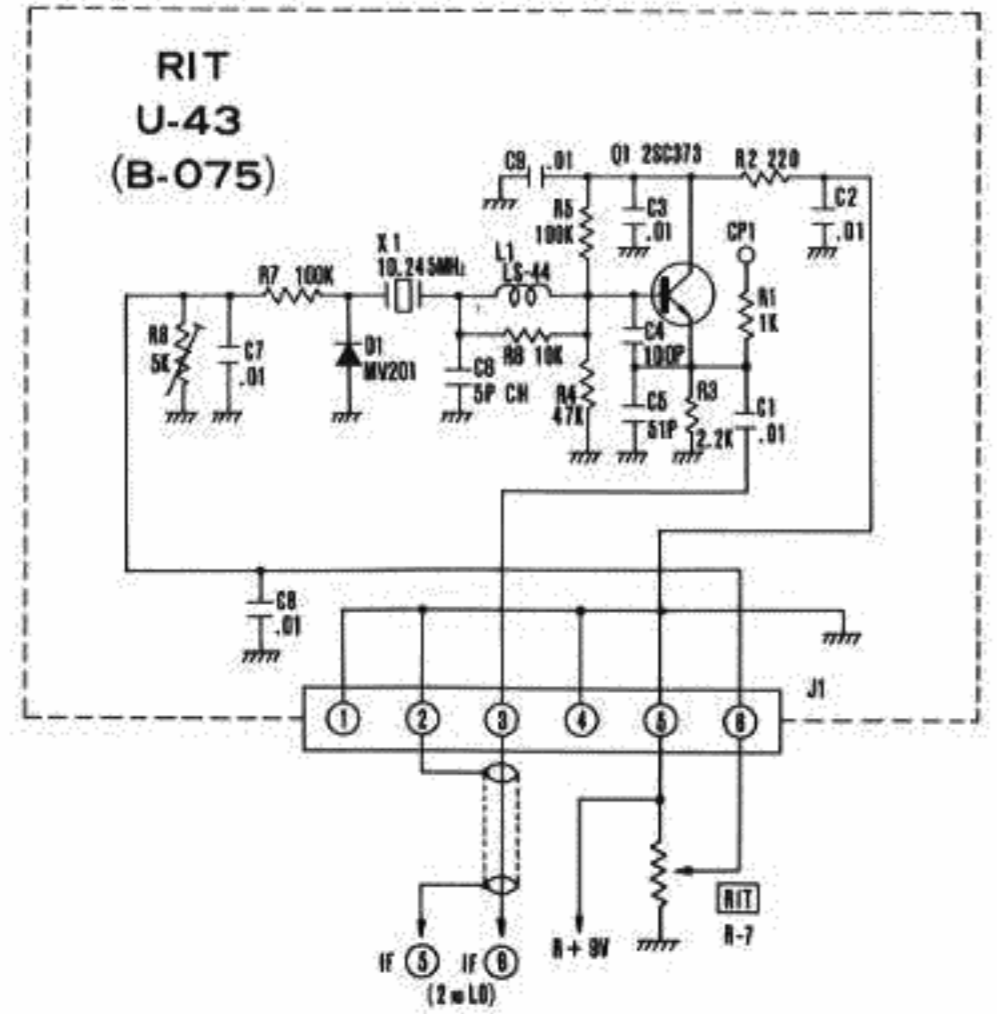 RIT
U-43
(B-075)
C9 .01
Q1 2SC373
R2 220
R5
100K
C3
.01
C2
.01
CP1
X1
10.245MHz
L1
LS-44
R7 100K
R1
1K
R8
5K
C7
.01
D1
MV201
R6 10K
C6
5P CH
C4
100P
R4
47K
C5
51P
R3
2.2K
C1
.01
C8
.01
J1
1 2 3 4 5 6
RIT
R-7
R+9V
IF 5 IF 6
(2nd LO)